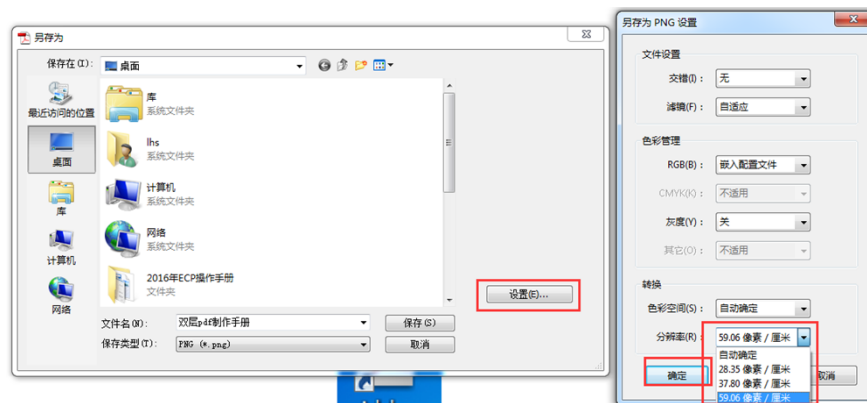 另存为
保存在(I):
桌面
最近访问的位置
桌面
库
计算机
网络
库
系统文件夹
lhs
系统文件夹
计算机
系统文件夹
网络
系统文件夹
2016年ECP操作手册
文件夹
设置(E)...
文件名(N):
双层pdf制作手册
保存(S)
保存类型(T):
PNG (*.png)
取消
另存为 PNG 设置
文件设置
交错(I):
无
滤镜(F):
自适应
色彩管理
RGB(B):
嵌入配置文件
CMYK(K):
不适用
灰度(Y):
关
其它(O):
不适用
转换
色彩空间(S):
自动确定
分辨率(R):
59.06 像素 / 厘米
自动确定
28.35 像素 / 厘米
37.80 像素 / 厘米
59.06 像素 / 厘米
确定
取消